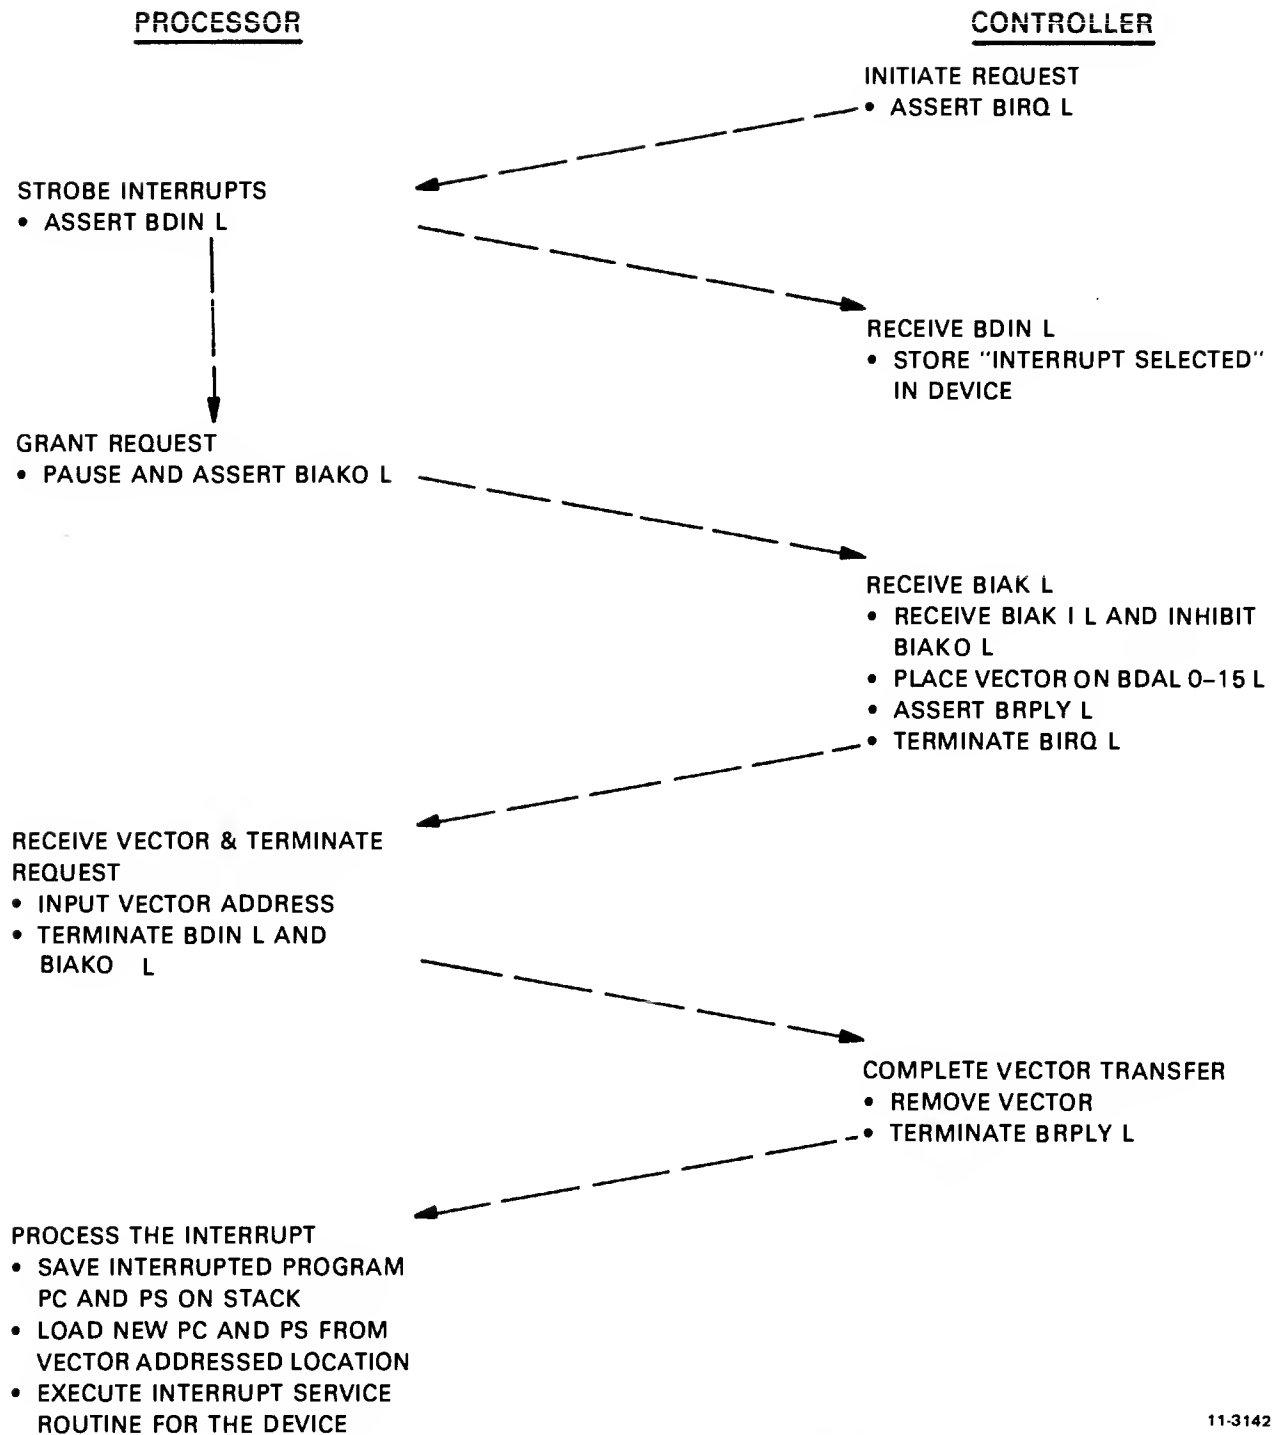 PROCESSOR
CONTROLLER
INITIATE REQUEST
• ASSERT BIRQ L
STROBE INTERRUPTS
• ASSERT BDIN L
RECEIVE BDIN L
• STORE "INTERRUPT SELECTED"
IN DEVICE
GRANT REQUEST
• PAUSE AND ASSERT BIAKO L
RECEIVE BIAK L
• RECEIVE BIAK I L AND INHIBIT
BIAKO L
• PLACE VECTOR ON BDAL 0–15 L
• ASSERT BRPLY L
• TERMINATE BIRQ L
RECEIVE VECTOR & TERMINATE
REQUEST
• INPUT VECTOR ADDRESS
• TERMINATE BDIN L AND
BIAKO L
COMPLETE VECTOR TRANSFER
• REMOVE VECTOR
• TERMINATE BRPLY L
PROCESS THE INTERRUPT
• SAVE INTERRUPTED PROGRAM
PC AND PS ON STACK
• LOAD NEW PC AND PS FROM
VECTOR ADDRESSED LOCATION
• EXECUTE INTERRUPT SERVICE
ROUTINE FOR THE DEVICE
11-3142